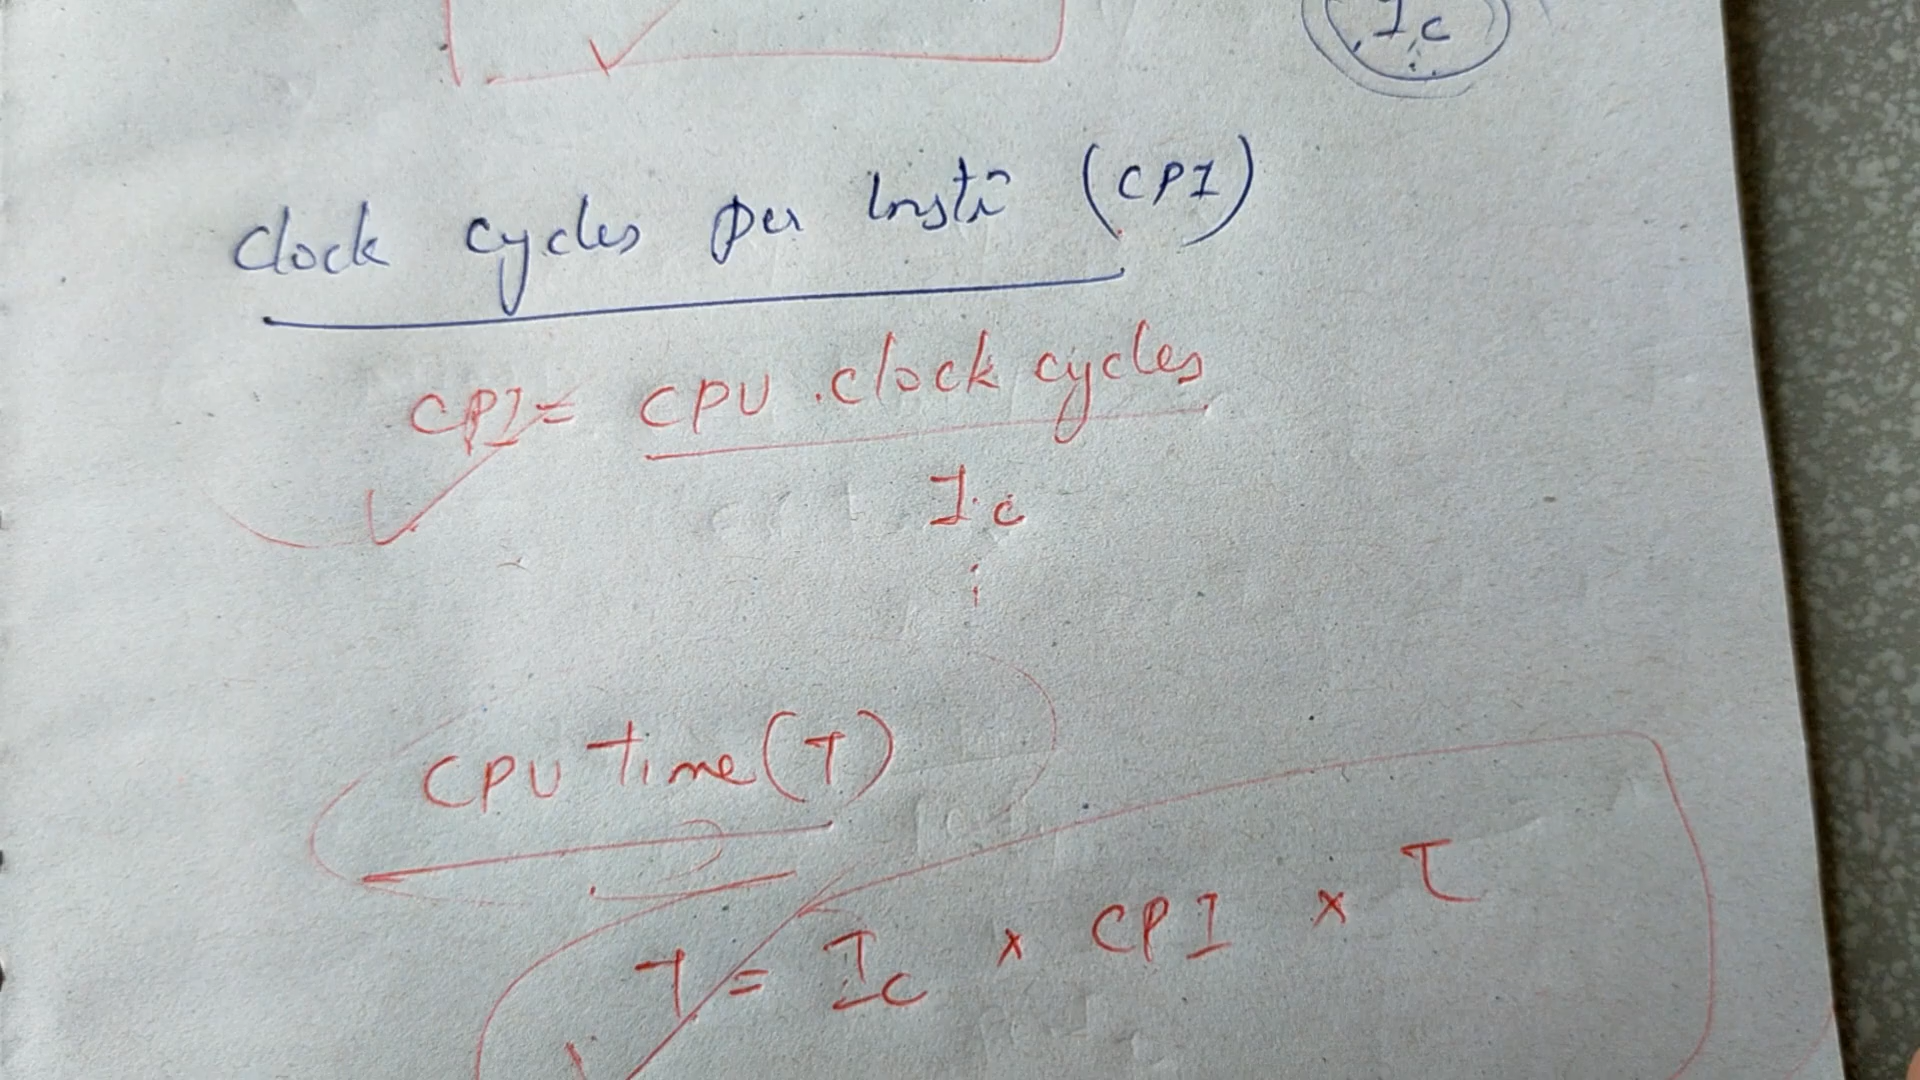 Ic
Clock cycles per Instr (CPI)
CPI = CPU clock cycles
Ic
CPU Time (T)
T = Ic x CPI x τ